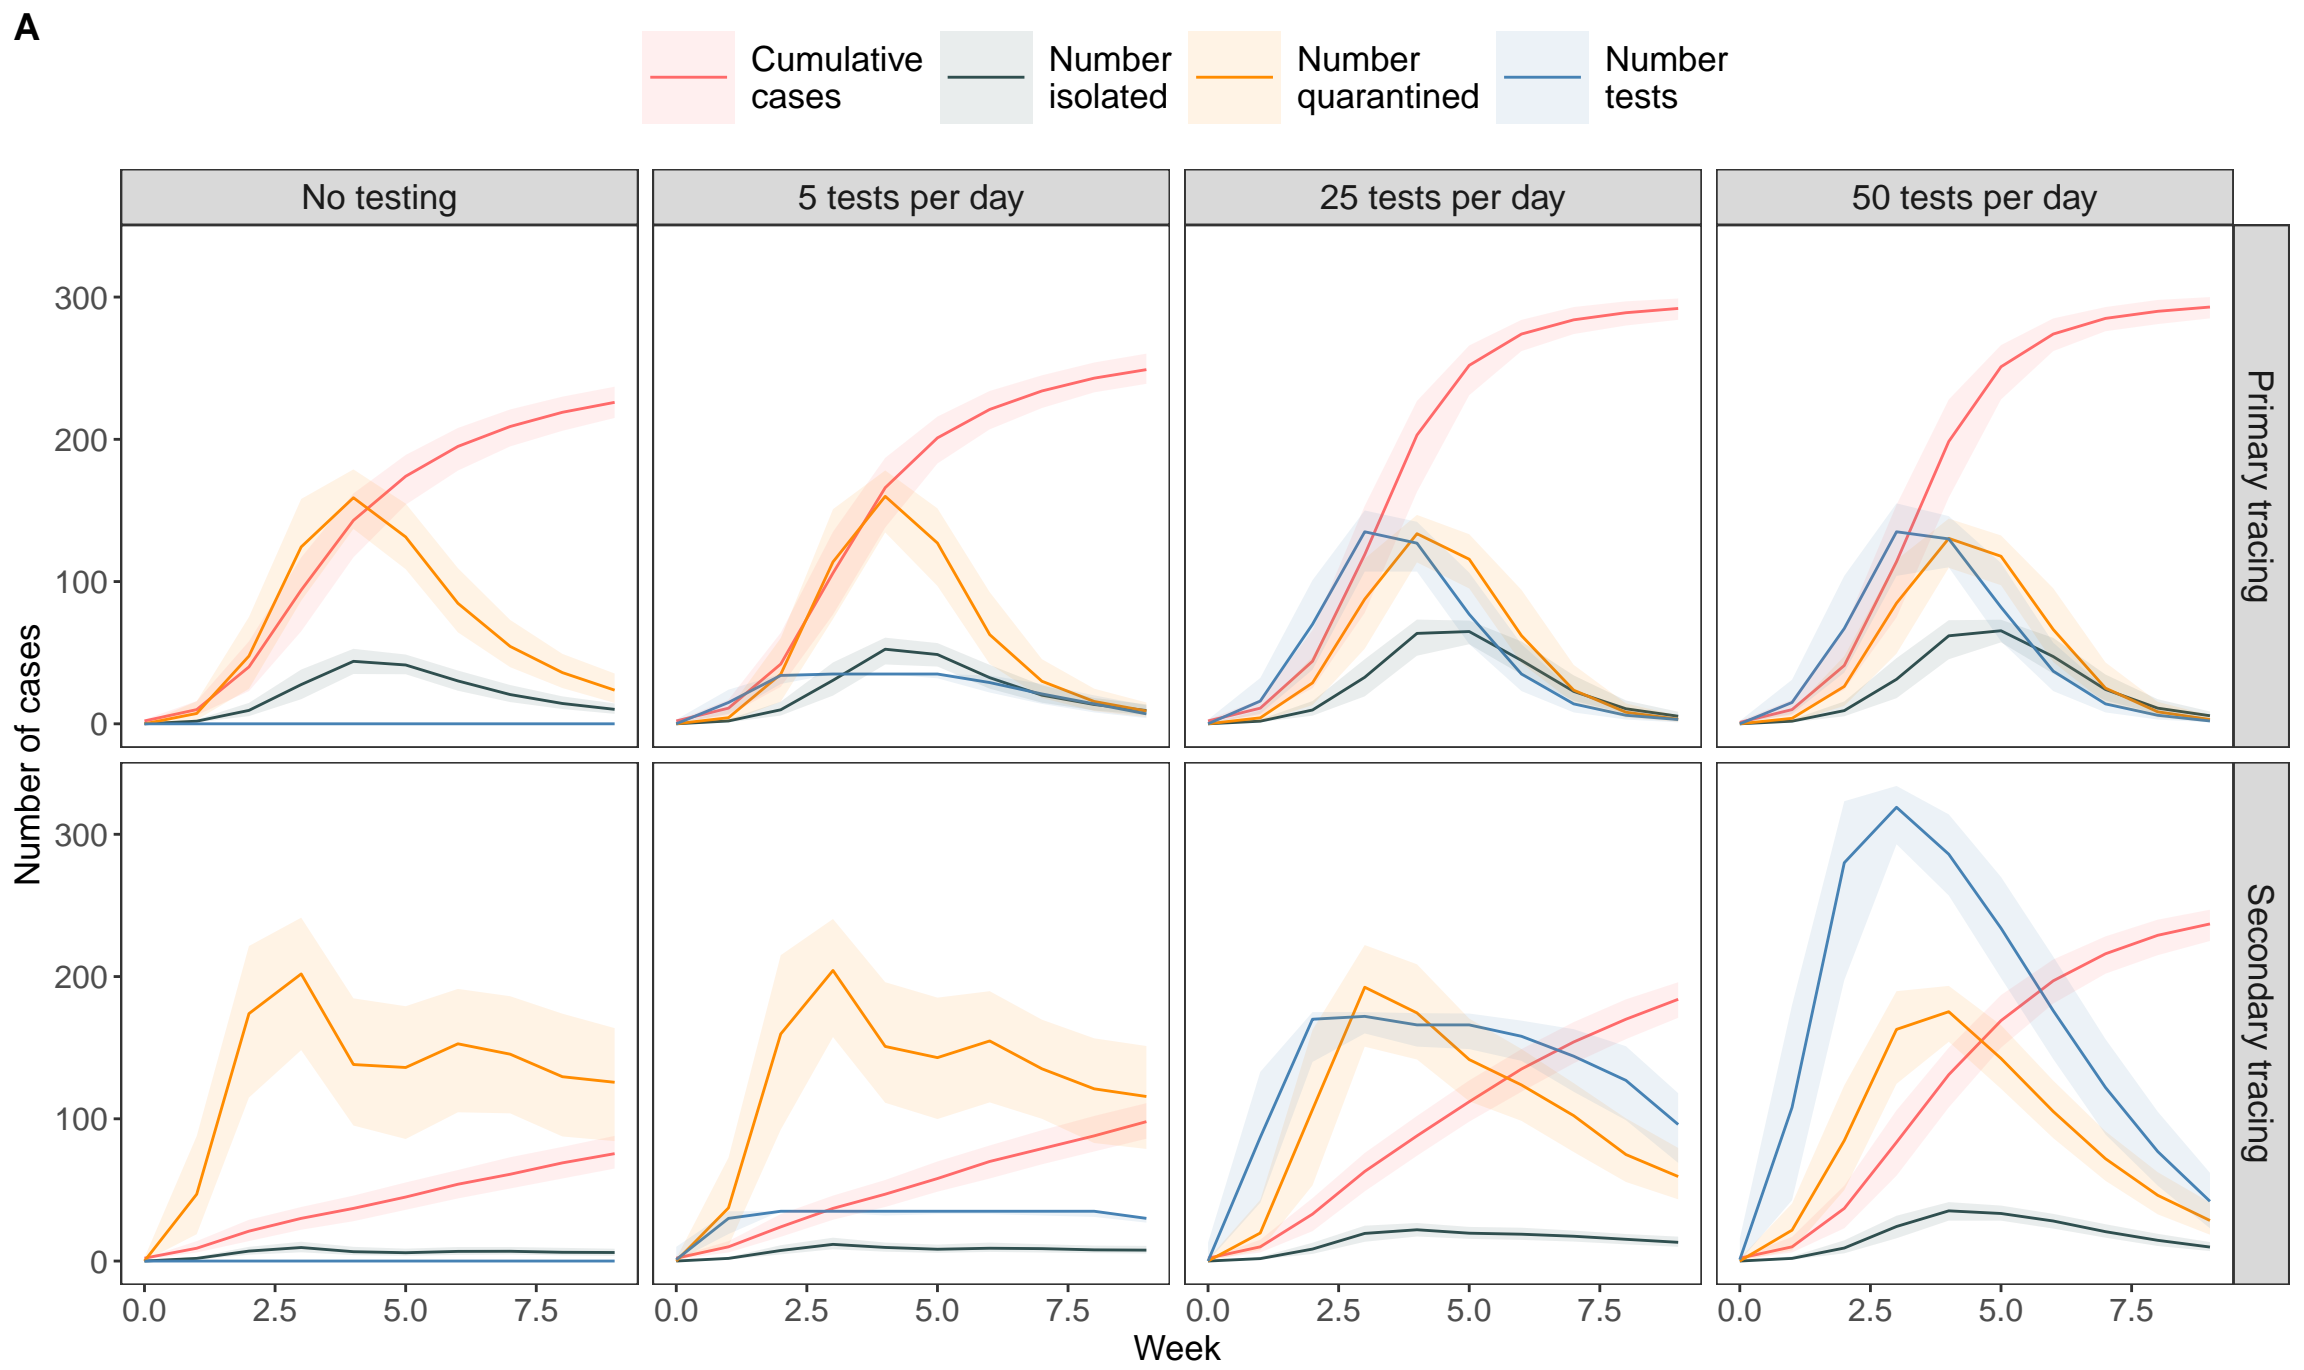 A
Cumulative
cases
Number
isolated
Number
quarantined
Number
tests
No testing
5 tests per day
25 tests per day
50 tests per day
300
200
100
0
Primary tracing
Number of cases
300
200
100
0
Secondary tracing
0.0 2.5 5.0 7.5
0.0 2.5 5.0 7.5
0.0 2.5 5.0 7.5
0.0 2.5 5.0 7.5
Week